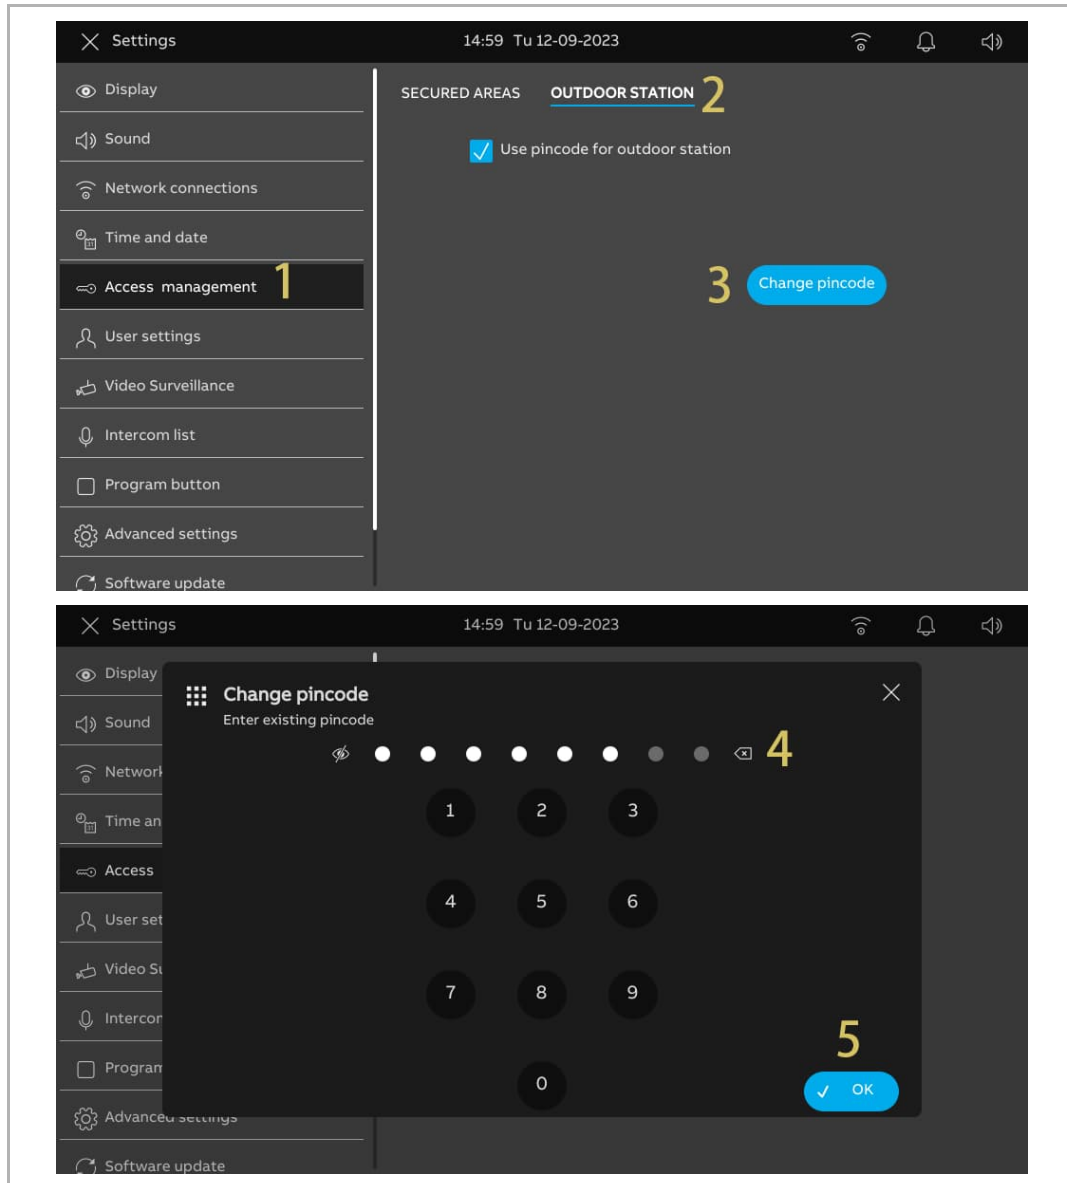 Settings
14:59 Tu 12-09-2023
Display
Sound
Network connections
Time and date
Access management 1
User settings
Video Surveillance
Intercom list
Program button
Advanced settings
Software update
SECURED AREAS OUTDOOR STATION 2
Use pincode for outdoor station
3 Change pincode
Settings
14:59 Tu 12-09-2023
Display
Sound
Network
Time an
Access
User set
Video Su
Intercor
Program
Advanced settings
Software update
Change pincode
Enter existing pincode
4
1 2 3
4 5 6
7 8 9
0
5
OK